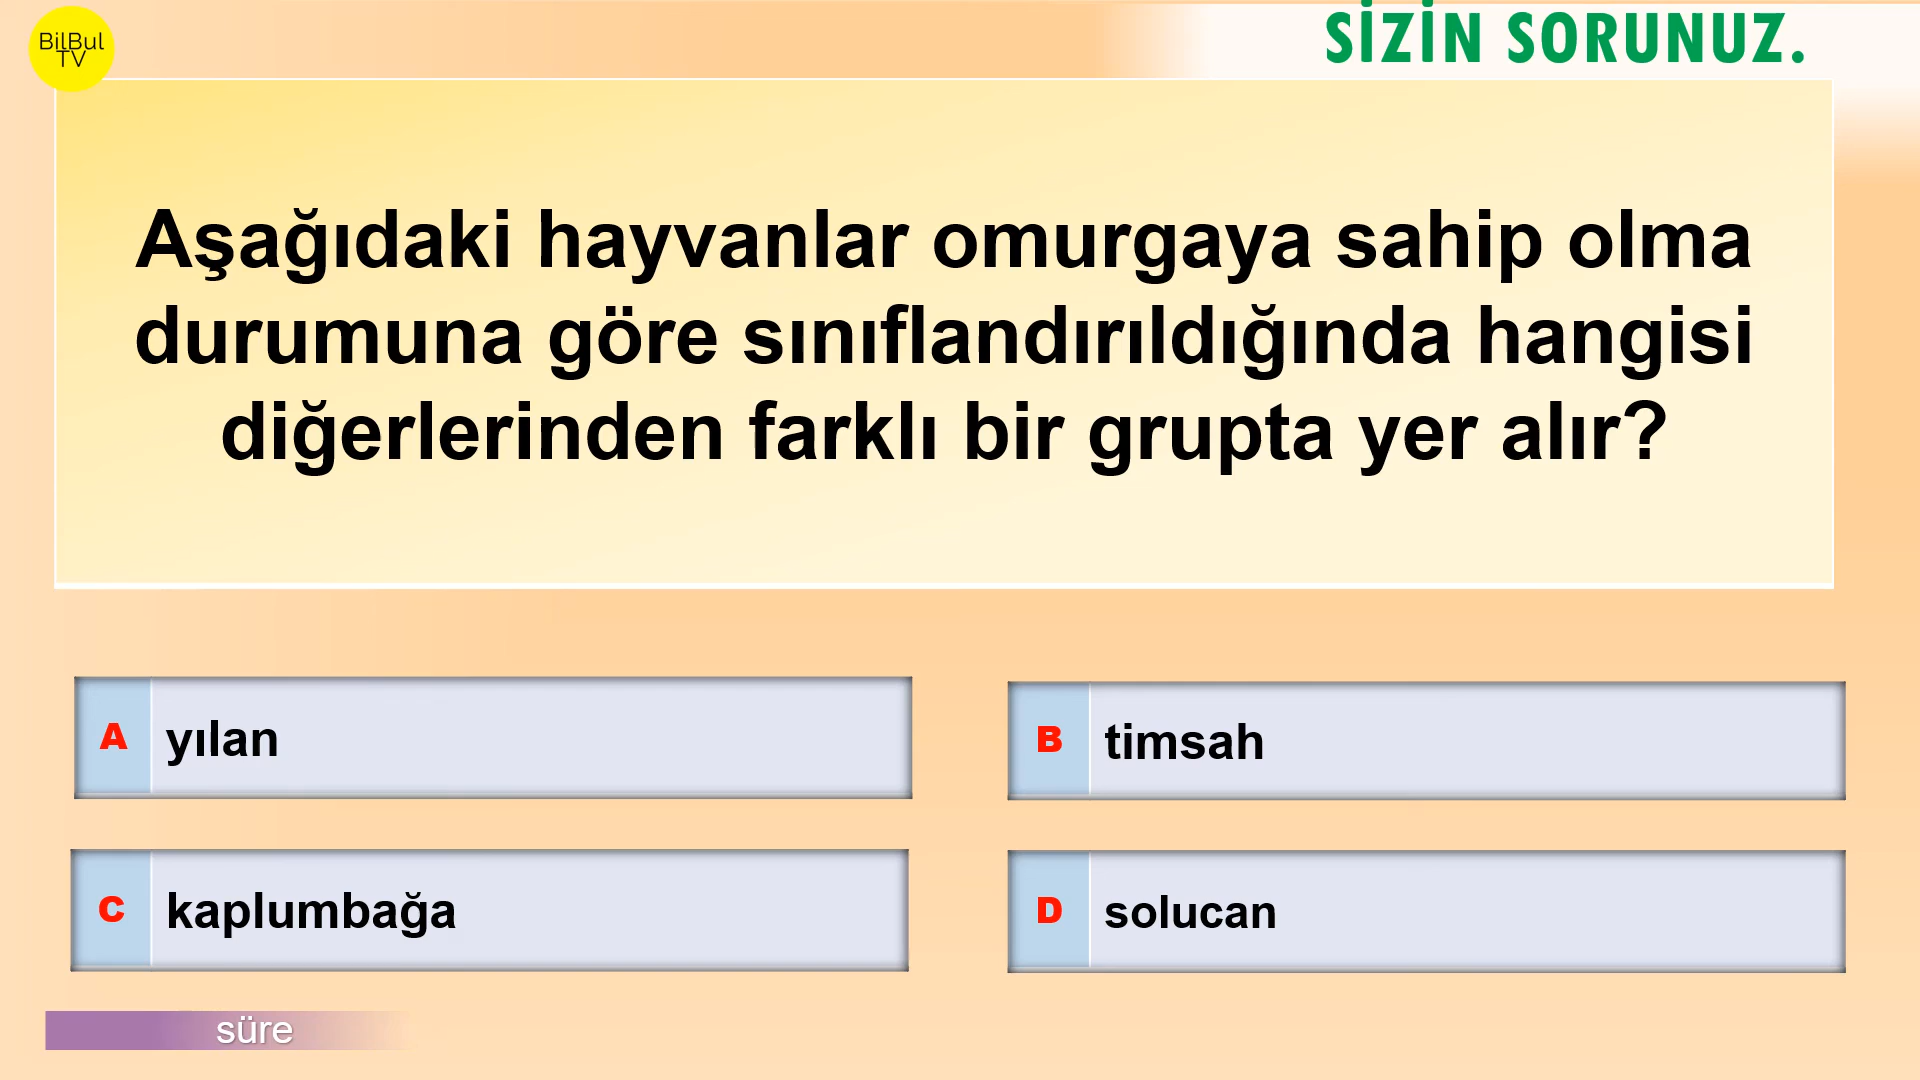 BilBul
TV
SİZİN SORUNUZ.
Aşağıdaki hayvanlar omurgaya sahip olma
durumuna göre sınıflandırıldığında hangisi
diğerlerinden farklı bir grupta yer alır?
A yılan
B timsah
C kaplumbağa
D solucan
süre